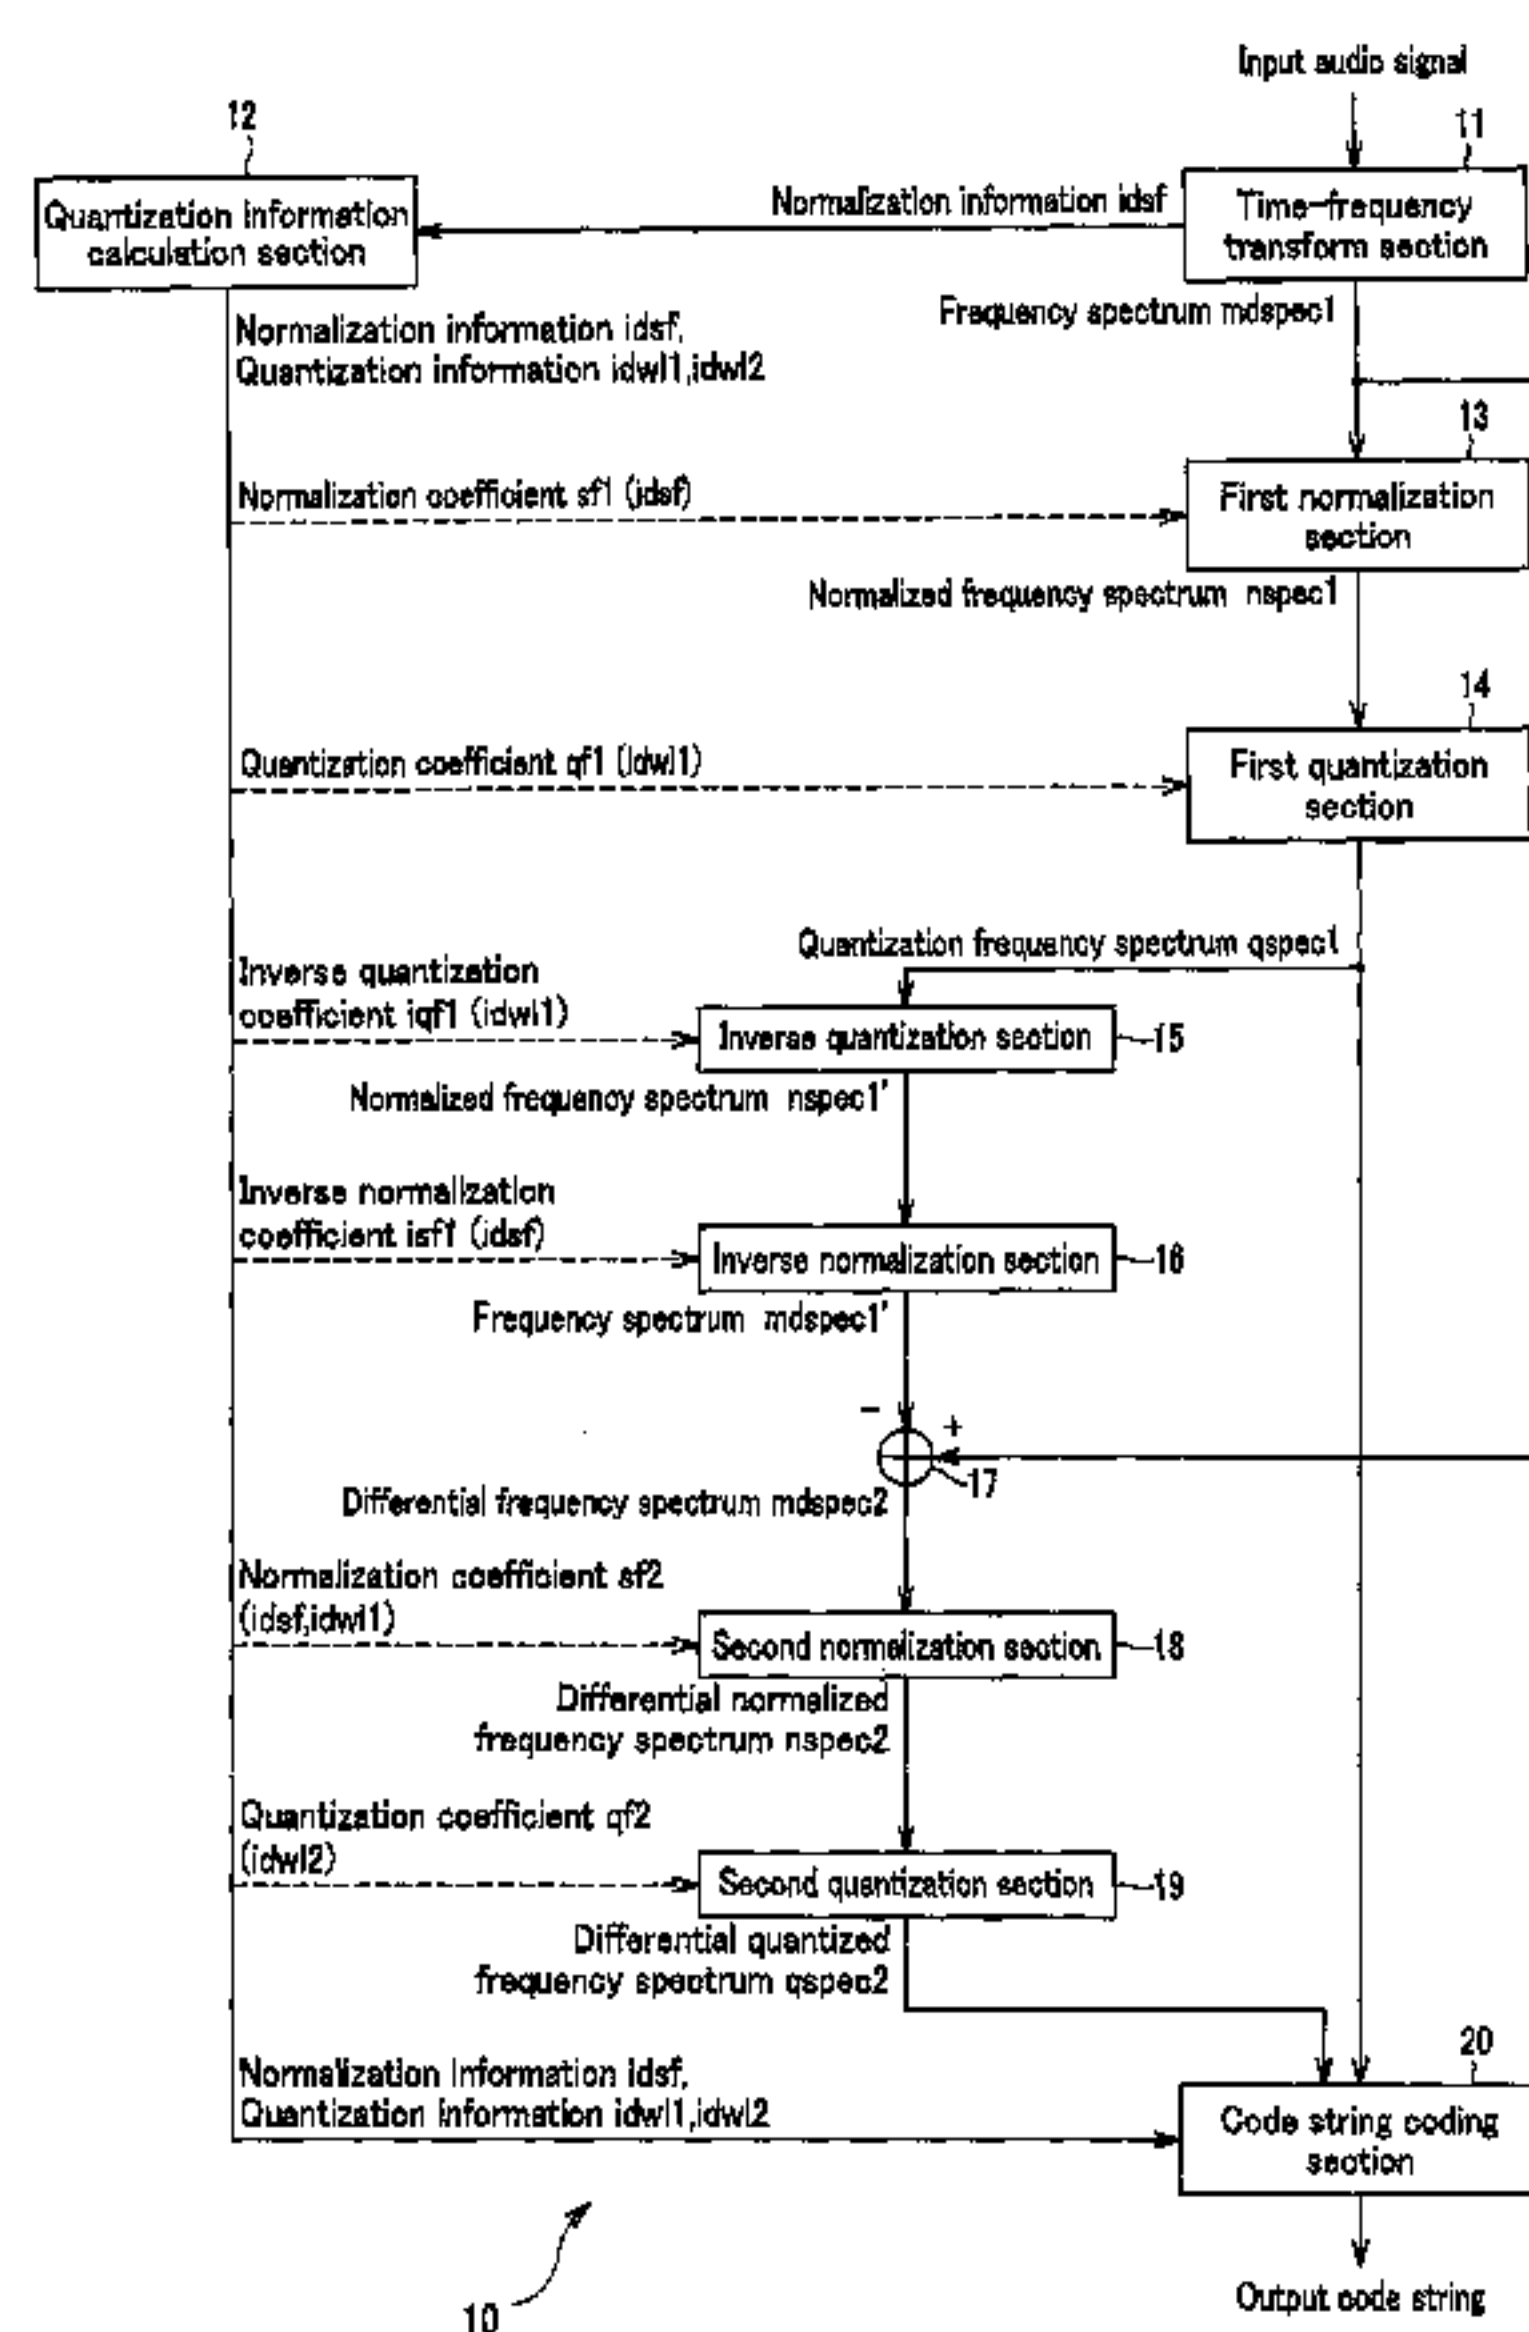 Input audio signal
12
11
Quantization information
calculation section
Normalization information idsf
Time-frequency
transform section
Frequency spectrum mdspec1
Normalization information idsf,
Quantization information idwl1,idwl2
13
Normalization coefficient sf1 (idsf)
First normalization
section
Normalized frequency spectrum nspec1
14
Quantization coefficient qf1 (idwl1)
First quantization
section
Quantization frequency spectrum qspec1
Inverse quantization
coefficient iqf1 (idwl1)
Inverse quantization section
15
Normalized frequency spectrum nspec1'
Inverse normalization
coefficient isf1 (idsf)
Inverse normalization section
16
Frequency spectrum mdspec1'
-
+
17
Differential frequency spectrum mdspec2
Normalization coefficient sf2
(idsf,idwl1)
Second normalization section
18
Differential normalized
frequency spectrum nspec2
Quantization coefficient qf2
(idwl2)
Second quantization section
19
Differential quantized
frequency spectrum qspec2
20
Normalization information idsf,
Quantization information idwl1,idwl2
Code string coding
section
10
Output code string